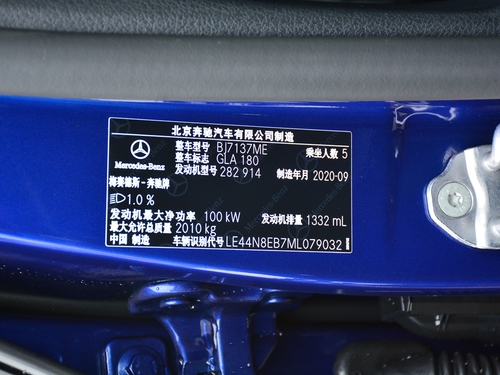 北京奔驰汽车有限公司制造
整车型号 BJ7137ME 乘坐人数 5
整车标志 GLA 180
发动机型号 282 914 制造年月 2020-09
Mercedes-Benz
梅赛德斯－奔驰牌
1.0 %
发动机最大净功率 100 kW 发动机排量 1332 mL
最大允许总质量 2010 kg
中国 制造 车辆识别代号 LE44N8EB7ML079032